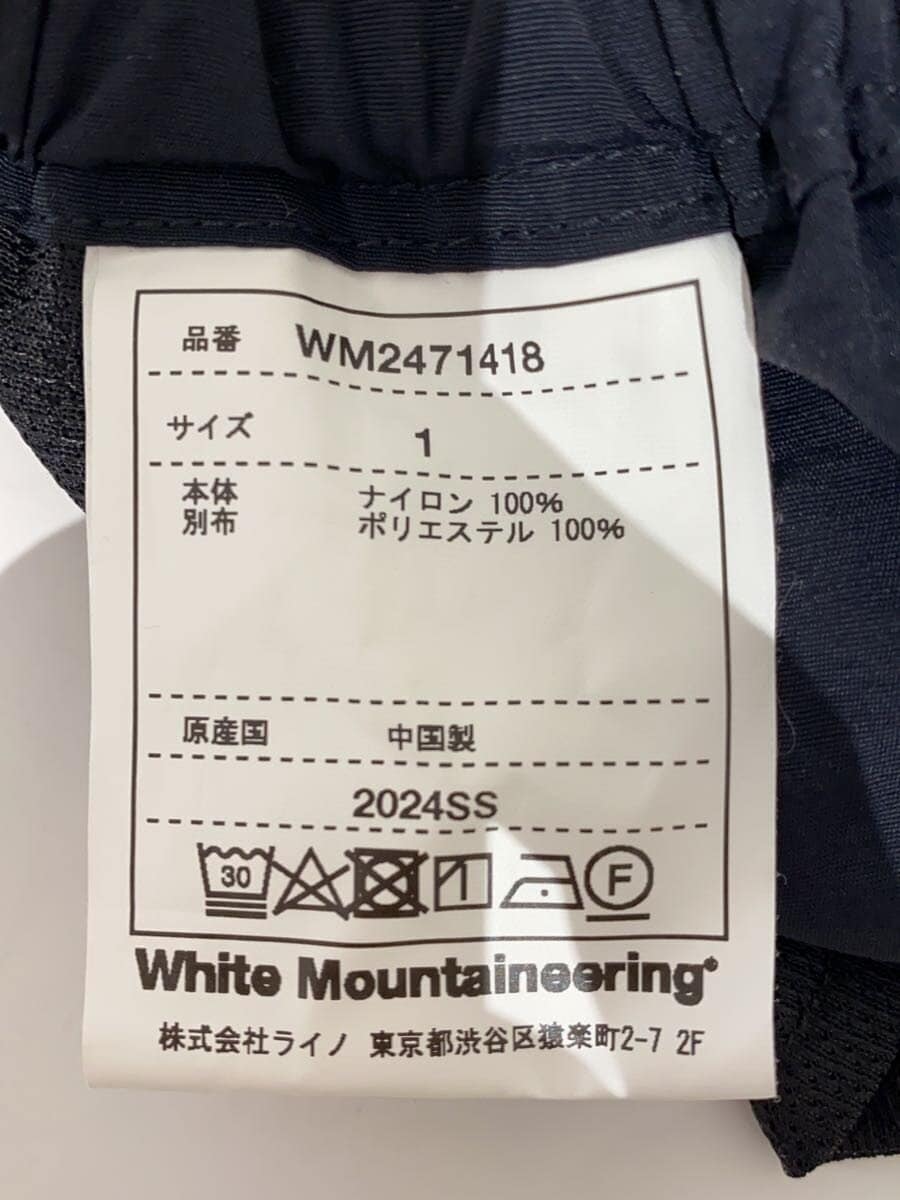 品番 WM2471418
サイズ 1
本体 ナイロン 100%
別布 ポリエステル 100%
原産国 中国製
2024SS
30 F
White Mountaineering®
株式会社ライノ 東京都渋谷区猿楽町2-7 2F